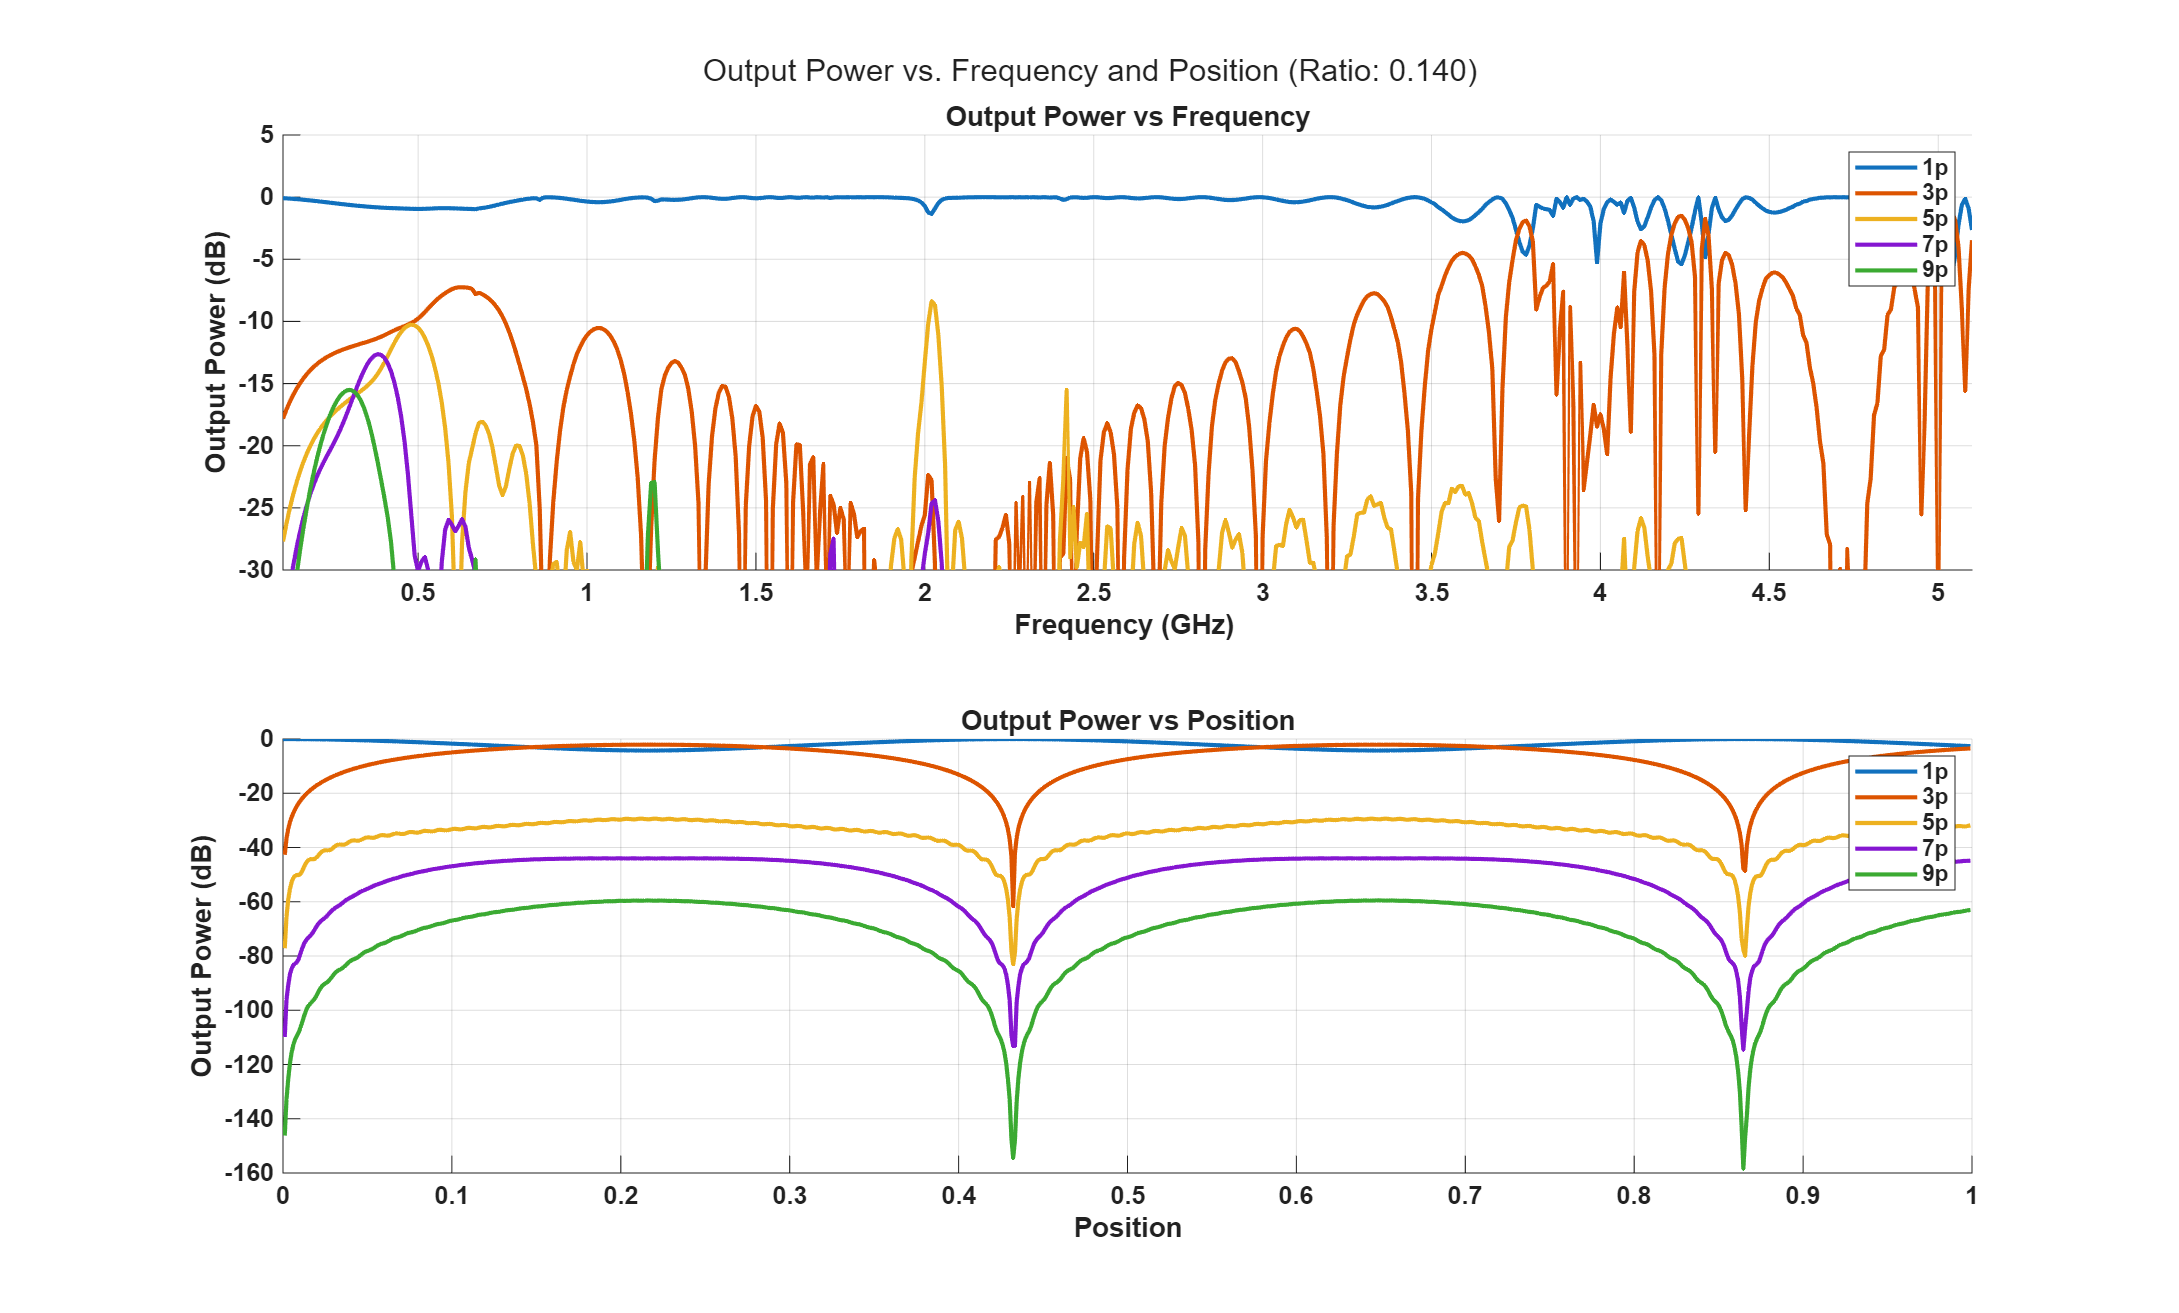 Output Power vs. Frequency and Position (Ratio: 0.140)
Output Power vs Frequency
5
0
-5
-10
-15
-20
-25
-30
Output Power (dB)
1p
3p
5p
7p
9p
0.5 1 1.5 2 2.5 3 3.5 4 4.5 5
Frequency (GHz)
Output Power vs Position
0
-20
-40
-60
-80
-100
-120
-140
-160
Output Power (dB)
1p
3p
5p
7p
9p
0 0.1 0.2 0.3 0.4 0.5 0.6 0.7 0.8 0.9 1
Position